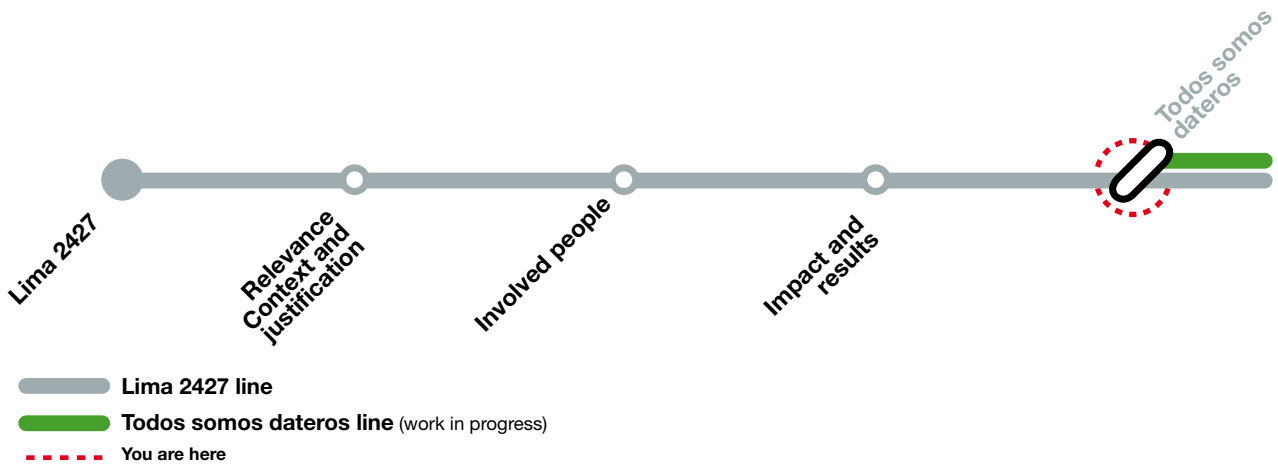 Todos somos
dateros
Lima 2427
Relevance
Context and
justification
Involved people
Impact and
results
Lima 2427 line
Todos somos dateros line (work in progress)
You are here